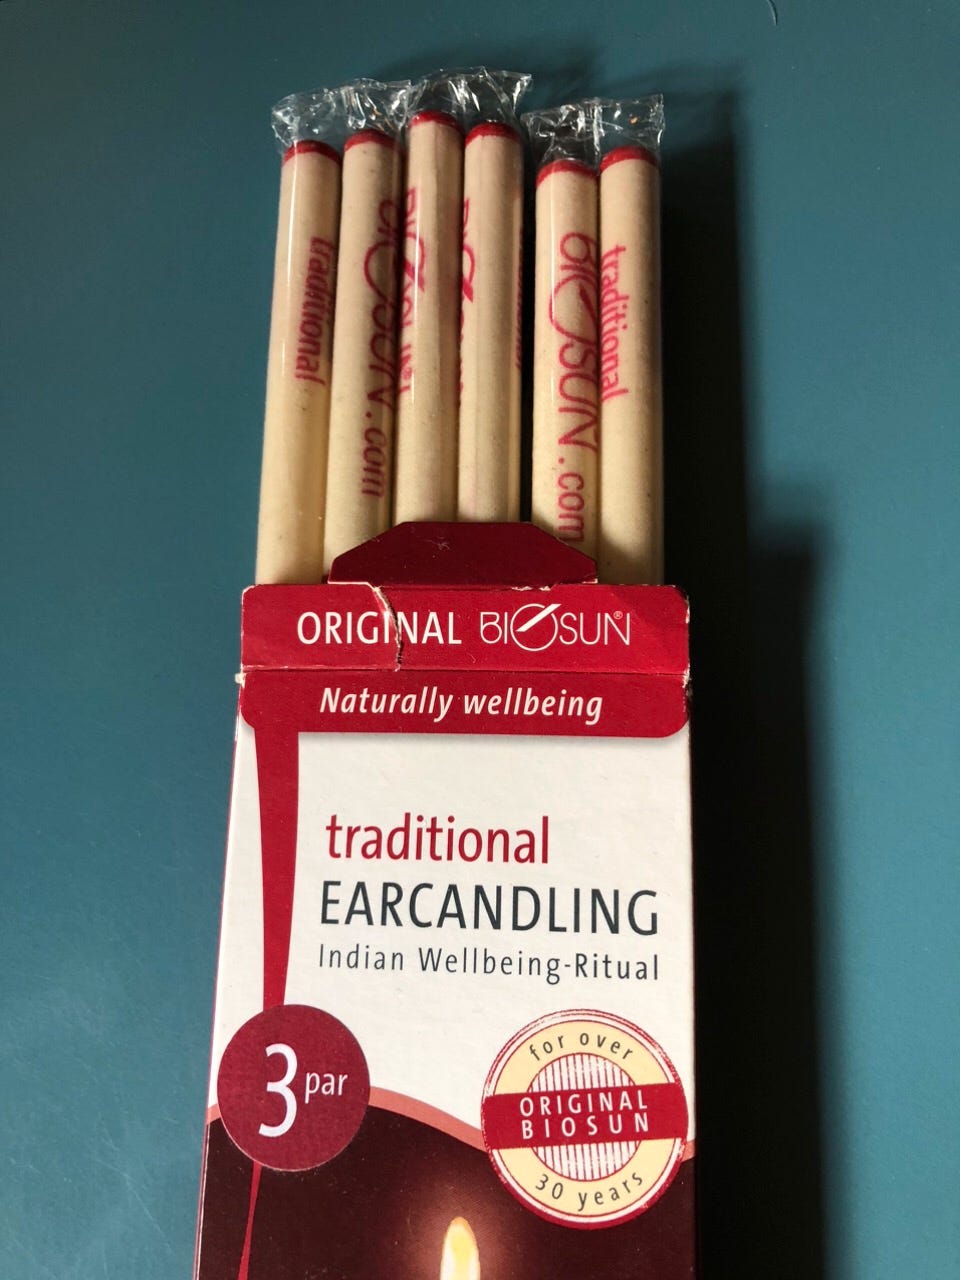 traditional
BIOSUN.com
BIOSUN
BIOSUN.com
traditional
ORIGINAL BIOSUN®
Naturally wellbeing
traditional
EARCANDLING
Indian Wellbeing-Ritual
3 par
for over
ORIGINAL
BIOSUN
30 years